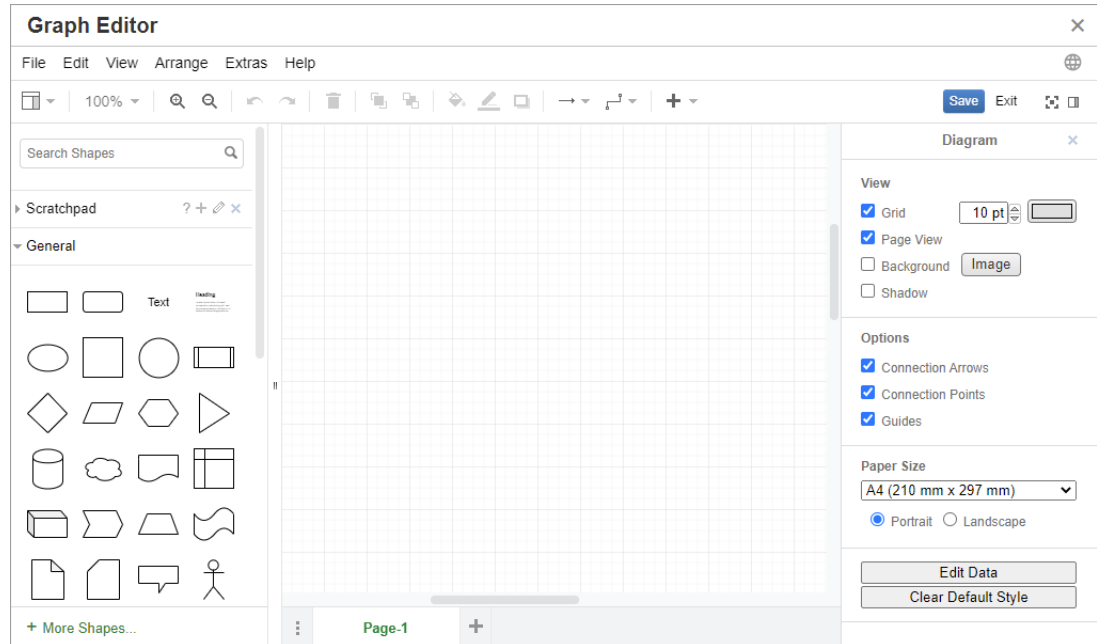 Graph Editor
File Edit View Arrange Extras Help
100%
Save Exit
Search Shapes
Scratchpad
?
General
Text
Heading
+ More Shapes...
Page-1
Diagram
View
Grid 10 pt
Page View
Background Image
Shadow
Options
Connection Arrows
Connection Points
Guides
Paper Size
A4 (210 mm x 297 mm)
Portrait Landscape
Edit Data
Clear Default Style